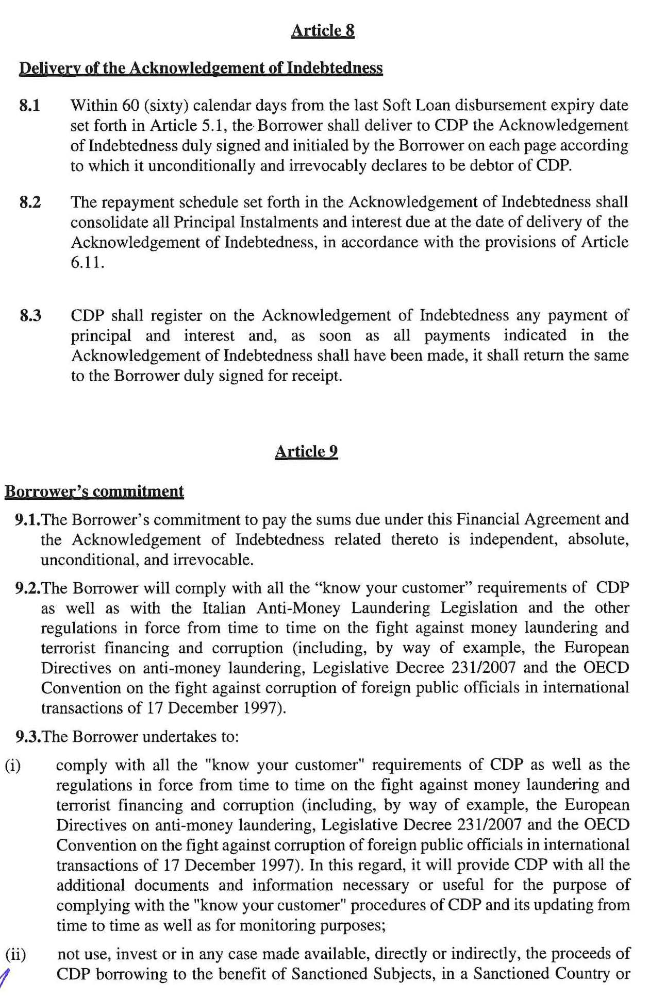 Article 8
Delivery of the Acknowledgement of Indebtedness
8.1 Within 60 (sixty) calendar days from the last Soft Loan disbursement expiry date
set forth in Article 5.1, the Borrower shall deliver to CDP the Acknowledgement
of Indebtedness duly signed and initialed by the Borrower on each page according
to which it unconditionally and irrevocably declares to be debtor of CDP.
8.2 The repayment schedule set forth in the Acknowledgement of Indebtedness shall
consolidate all Principal Instalments and interest due at the date of delivery of the
Acknowledgement of Indebtedness, in accordance with the provisions of Article
6.11.
8.3 CDP shall register on the Acknowledgement of Indebtedness any payment of
principal and interest and, as soon as all payments indicated in the
Acknowledgement of Indebtedness shall have been made, it shall return the same
to the Borrower duly signed for receipt.
Article 9
Borrower's commitment
9.1.The Borrower's commitment to pay the sums due under this Financial Agreement and
the Acknowledgement of Indebtedness related thereto is independent, absolute,
unconditional, and irrevocable.
9.2.The Borrower will comply with all the “know your customer” requirements of CDP
as well as with the Italian Anti-Money Laundering Legislation and the other
regulations in force from time to time on the fight against money laundering and
terrorist financing and corruption (including, by way of example, the European
Directives on anti-money laundering, Legislative Decree 231/2007 and the OECD
Convention on the fight against corruption of foreign public officials in international
transactions of 17 December 1997).
9.3.The Borrower undertakes to:
(i) comply with all the "know your customer" requirements of CDP as well as the
regulations in force from time to time on the fight against money laundering and
terrorist financing and corruption (including, by way of example, the European
Directives on anti-money laundering, Legislative Decree 231/2007 and the OECD
Convention on the fight against corruption of foreign public officials in international
transactions of 17 December 1997). In this regard, it will provide CDP with all the
additional documents and information necessary or useful for the purpose of
complying with the "know your customer" procedures of CDP and its updating from
time to time as well as for monitoring purposes;
(ii) not use, invest or in any case made available, directly or indirectly, the proceeds of
CDP borrowing to the benefit of Sanctioned Subjects, in a Sanctioned Country or